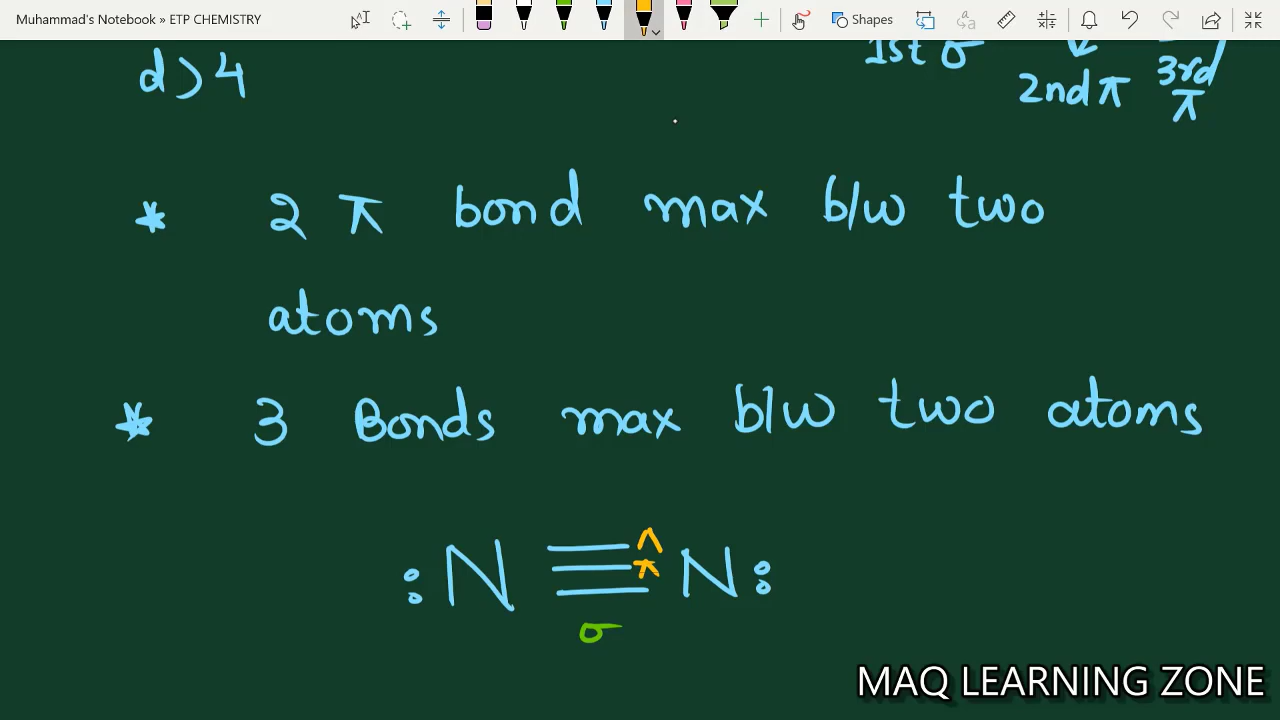 Muhammad's Notebook » ETP CHEMISTRY
Shapes
1st σ
2nd π
3rd π
d > 4
* 2 π bond max b/w two
atoms
* 3 Bonds max b/w two atoms
:N ≡ N:
π
σ
MAQ LEARNING ZONE